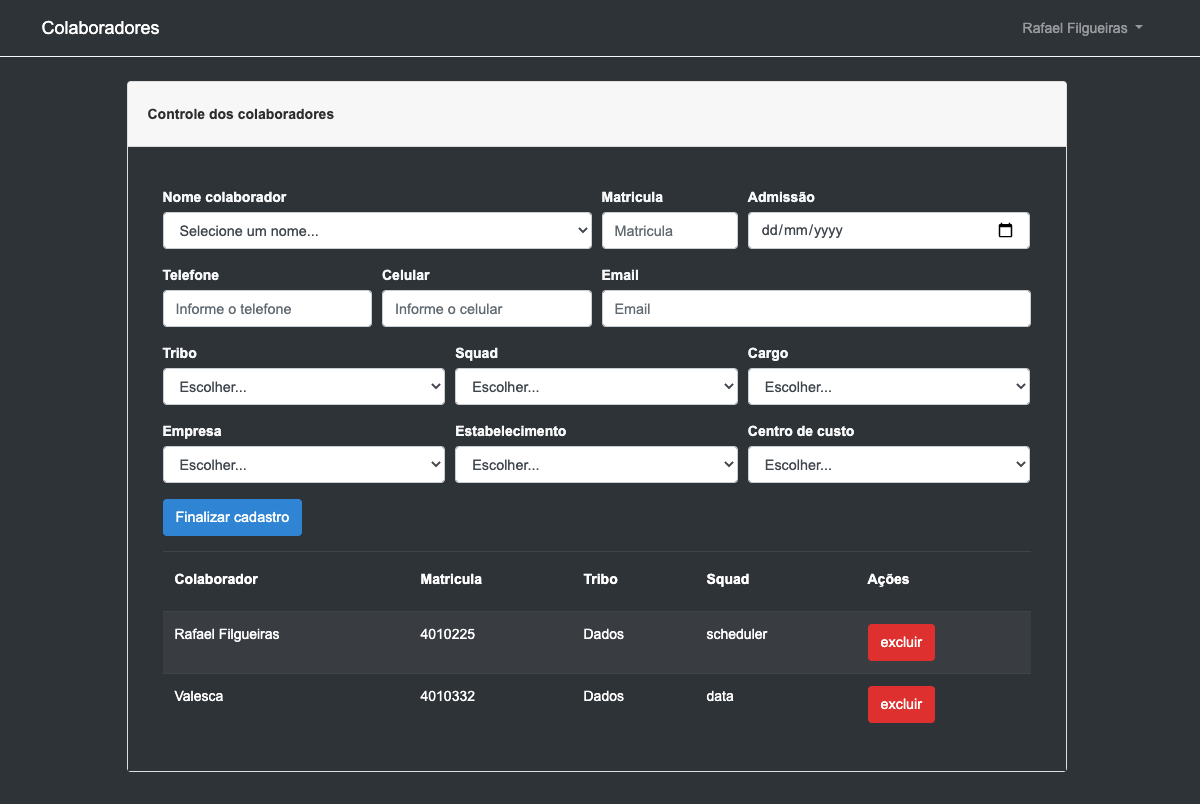 Colaboradores
Rafael Filgueiras
Controle dos colaboradores
Nome colaborador Matricula Admissão
Selecione um nome... Matricula dd/mm/yyyy
Telefone Celular Email
Informe o telefone Informe o celular Email
Tribo Squad Cargo
Escolher... Escolher... Escolher...
Empresa Estabelecimento Centro de custo
Escolher... Escolher... Escolher...
Finalizar cadastro
Colaborador Matricula Tribo Squad Ações
Rafael Filgueiras 4010225 Dados scheduler excluir
Valesca 4010332 Dados data excluir